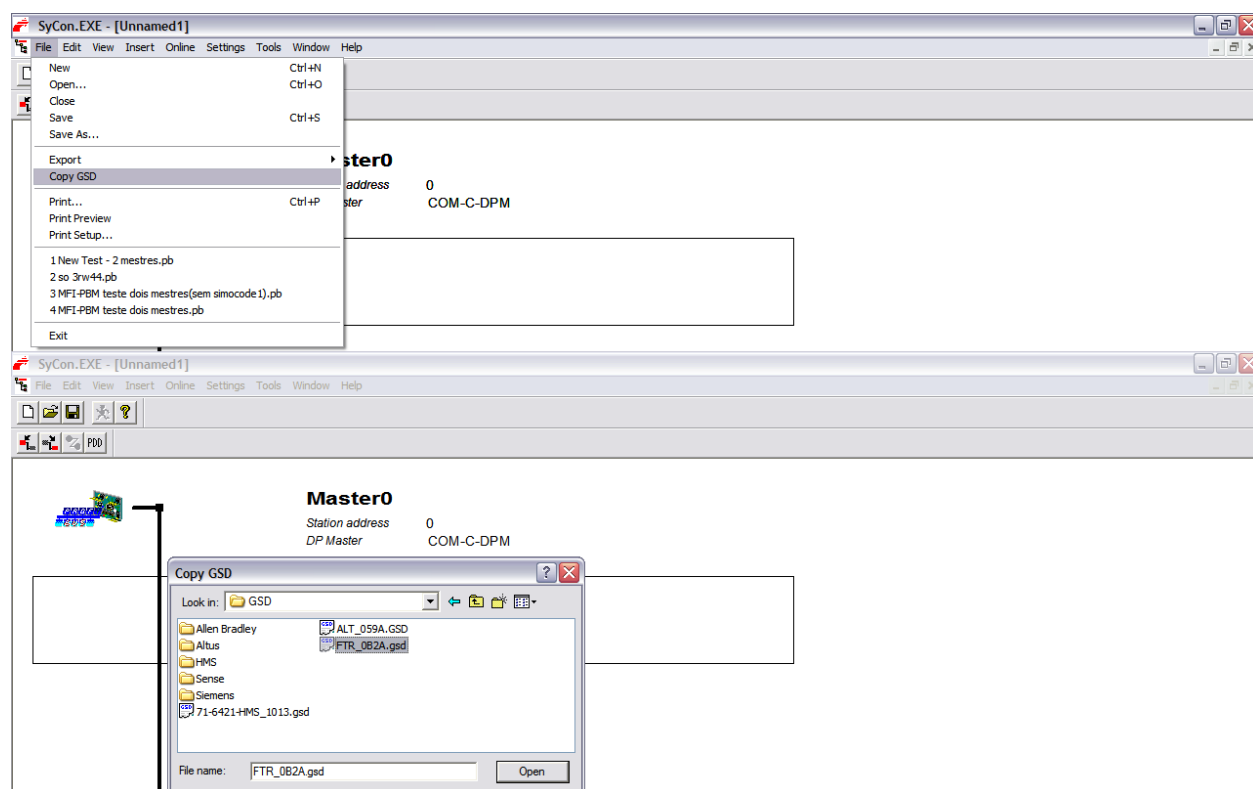 SyCon.EXE - [Unnamed1]
File Edit View Insert Online Settings Tools Window Help
New Ctrl+N
Open... Ctrl+O
Close
Save Ctrl+S
Save As...
Export
Copy GSD
Print... Ctrl+P
Print Preview
Print Setup...
1 New Test - 2 mestres.pb
2 so 3rw44.pb
3 MFI-PBM teste dois mestres(sem simocode1).pb
4 MFI-PBM teste dois mestres.pb
Exit
ster0
address 0
ster COM-C-DPM
SyCon.EXE - [Unnamed1]
File Edit View Insert Online Settings Tools Window Help
PDD
Master0
Station address 0
DP Master COM-C-DPM
Copy GSD
Look in: GSD
Allen Bradley ALT_059A.GSD
Altus FTR_0B2A.gsd
HMS
Sense
Siemens
71-6421-HMS_1013.gsd
File name: FTR_0B2A.gsd Open